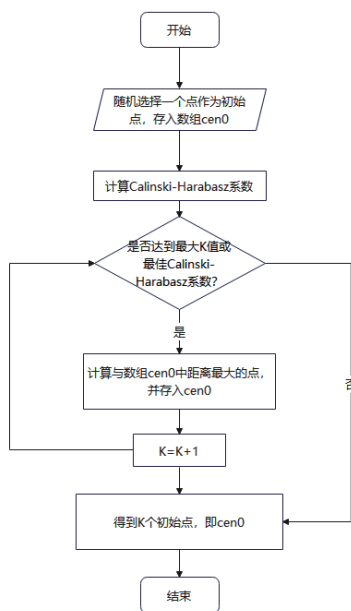 开始
随机选择一个点作为初始
点，存入数组cen0
计算Calinski-Harabasz系数
是否达到最大K值或
最佳Calinski-
Harabasz系数?
是
计算与数组cen0中距离最大的点，
并存入cen0
否
K=K+1
得到K个初始点，即cen0
结束